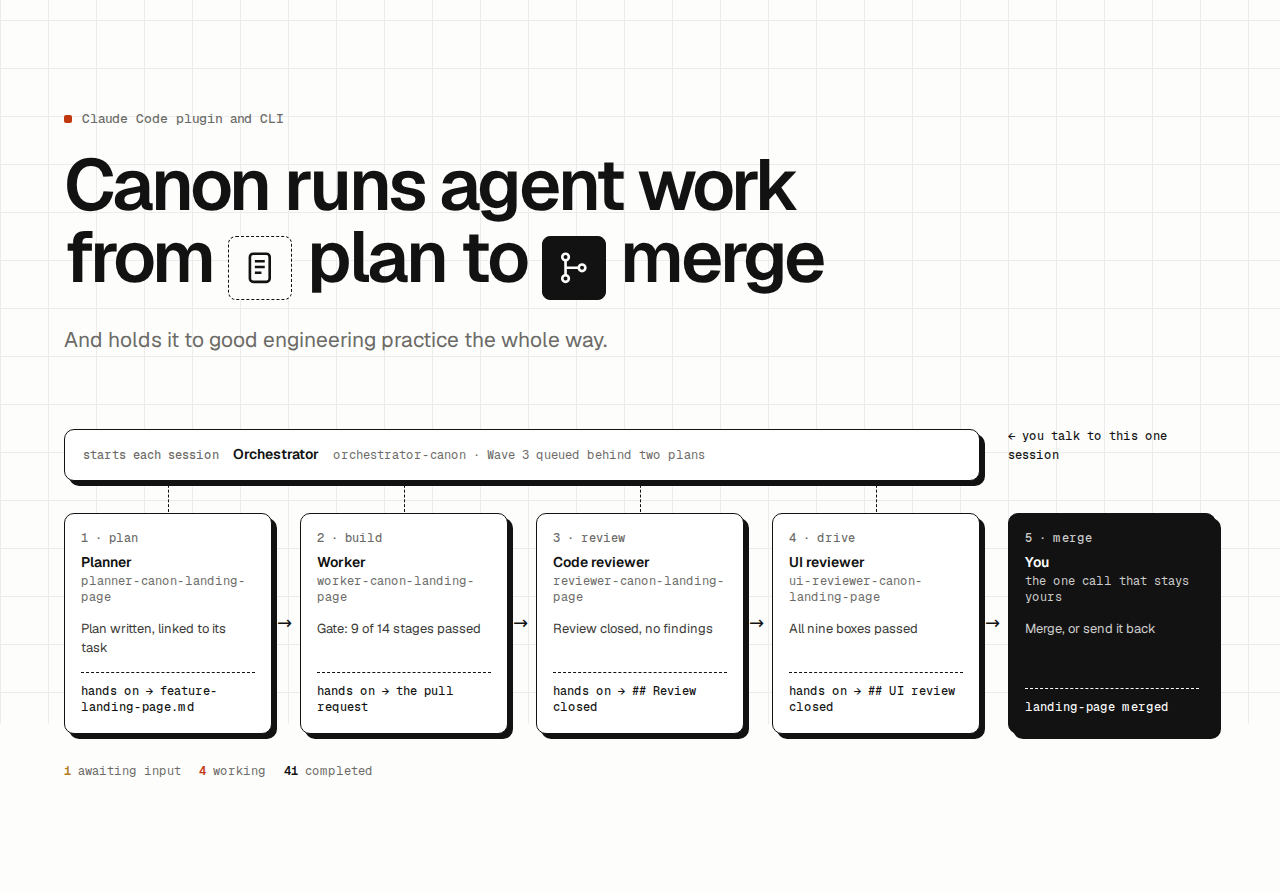 Claude Code plugin and CLI
Canon runs agent work
from plan to merge
And holds it to good engineering practice the whole way.
starts each session Orchestrator orchestrator-canon · Wave 3 queued behind two plans
← you talk to this one
session
1 · plan
Planner
planner-canon-landing-
page
Plan written, linked to its
task
hands on → feature-
landing-page.md
→
2 · build
Worker
worker-canon-landing-
page
Gate: 9 of 14 stages passed
hands on → the pull
request
→
3 · review
Code reviewer
reviewer-canon-landing-
page
Review closed, no findings
hands on → ## Review
closed
→
4 · drive
UI reviewer
ui-reviewer-canon-
landing-page
All nine boxes passed
hands on → ## UI review
closed
→
5 · merge
You
the one call that stays
yours
Merge, or send it back
landing-page merged
1 awaiting input 4 working 41 completed